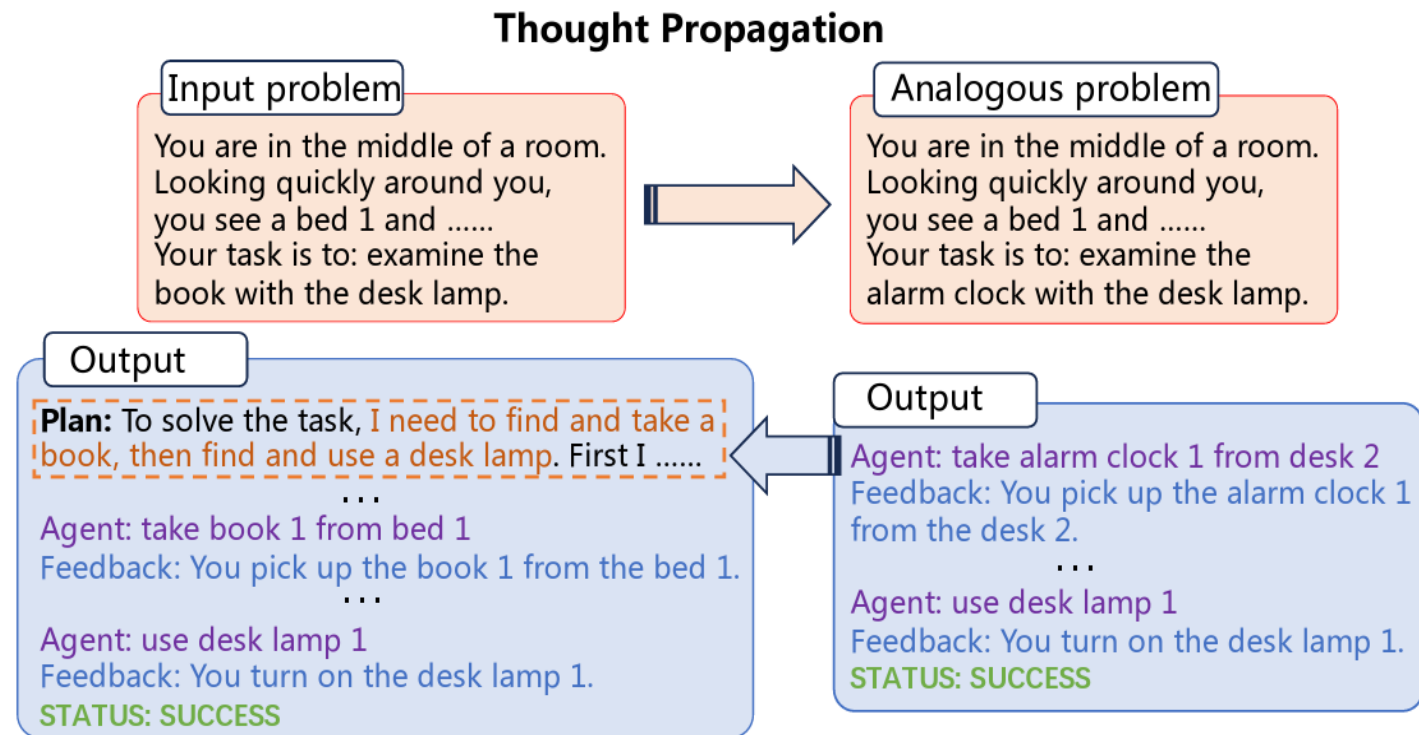 Thought Propagation
Input problem
You are in the middle of a room.
Looking quickly around you,
you see a bed 1 and ......
Your task is to: examine the
book with the desk lamp.
Analogous problem
You are in the middle of a room.
Looking quickly around you,
you see a bed 1 and ......
Your task is to: examine the
alarm clock with the desk lamp.
Output
Plan: To solve the task, I need to find and take a
book, then find and use a desk lamp. First I ......
...
Agent: take book 1 from bed 1
Feedback: You pick up the book 1 from the bed 1.
...
Agent: use desk lamp 1
Feedback: You turn on the desk lamp 1.
STATUS: SUCCESS
Output
Agent: take alarm clock 1 from desk 2
Feedback: You pick up the alarm clock 1
from the desk 2.
...
Agent: use desk lamp 1
Feedback: You turn on the desk lamp 1.
STATUS: SUCCESS